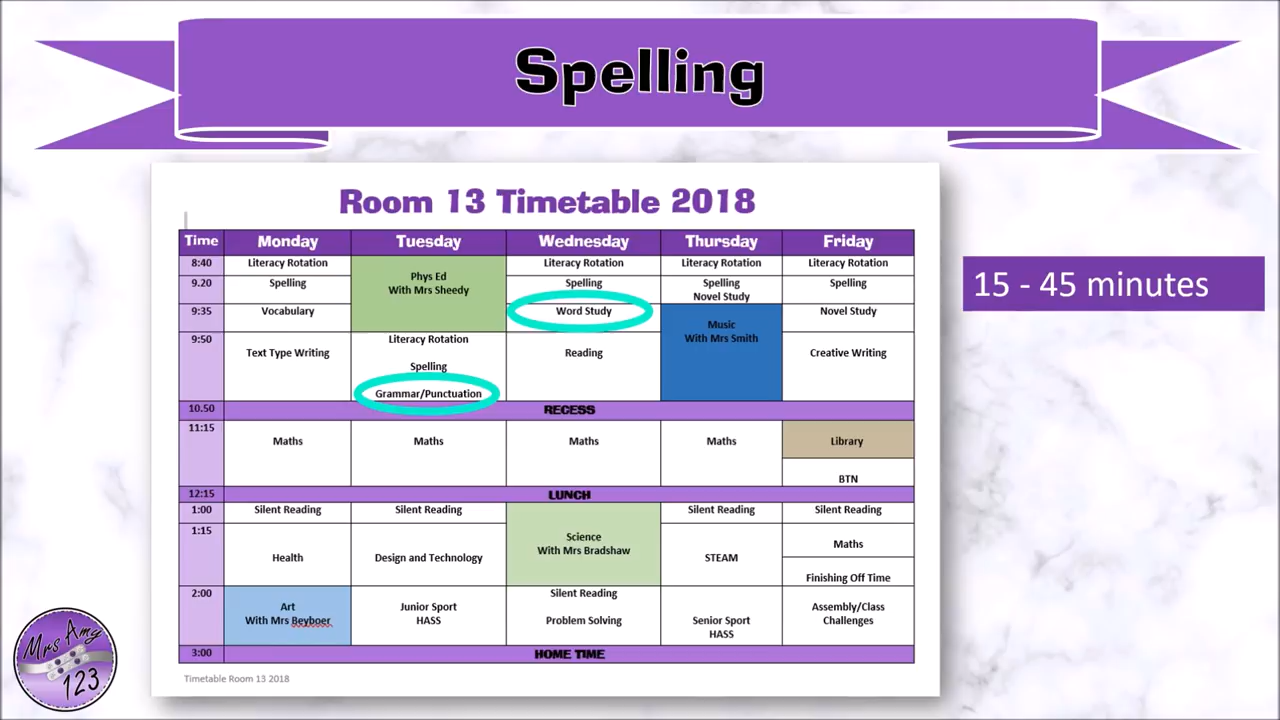 Spelling
Room 13 Timetable 2018
15 - 45 minutes
Time Monday Tuesday Wednesday Thursday Friday
8:40 Literacy Rotation Phys Ed With Mrs Sheedy Literacy Rotation Literacy Rotation Literacy Rotation
9.20 Spelling Spelling Spelling Novel Study Spelling
9:35 Vocabulary Word Study Music With Mrs Smith Novel Study
9:50 Text Type Writing Literacy Rotation Spelling Grammar/Punctuation Reading Creative Writing
10.50 RECESS
11:15 Maths Maths Maths Maths Library
BTN
12:15 LUNCH
1:00 Silent Reading Silent Reading Science With Mrs Bradshaw Silent Reading Silent Reading
1:15 Health Design and Technology STEAM Maths
Finishing Off Time
2:00 Art With Mrs Beyboer Junior Sport HASS Silent Reading Problem Solving Senior Sport HASS Assembly/Class Challenges
3:00 HOME TIME
Timetable Room 13 2018
Mrs Amy
123